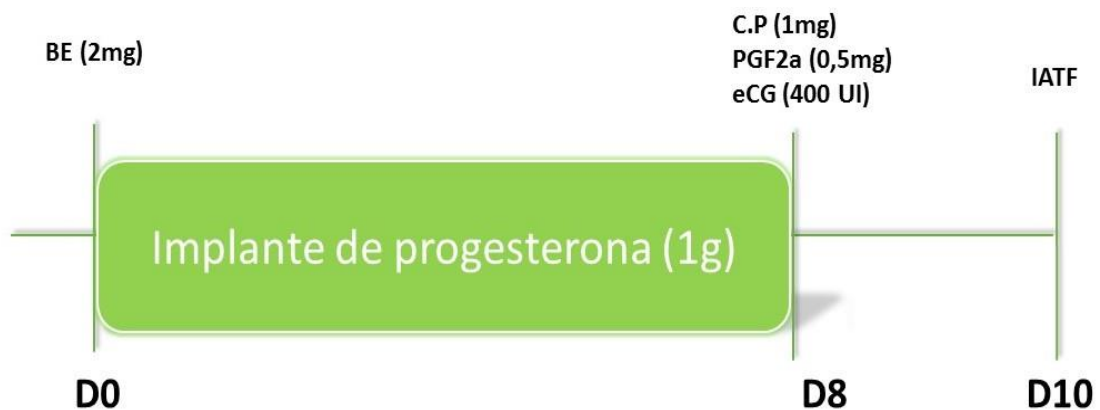 BE (2mg)
C.P (1mg)
PGF2a (0,5mg)
eCG (400 UI)
IATF
Implante de progesterona (1g)
D0
D8
D10